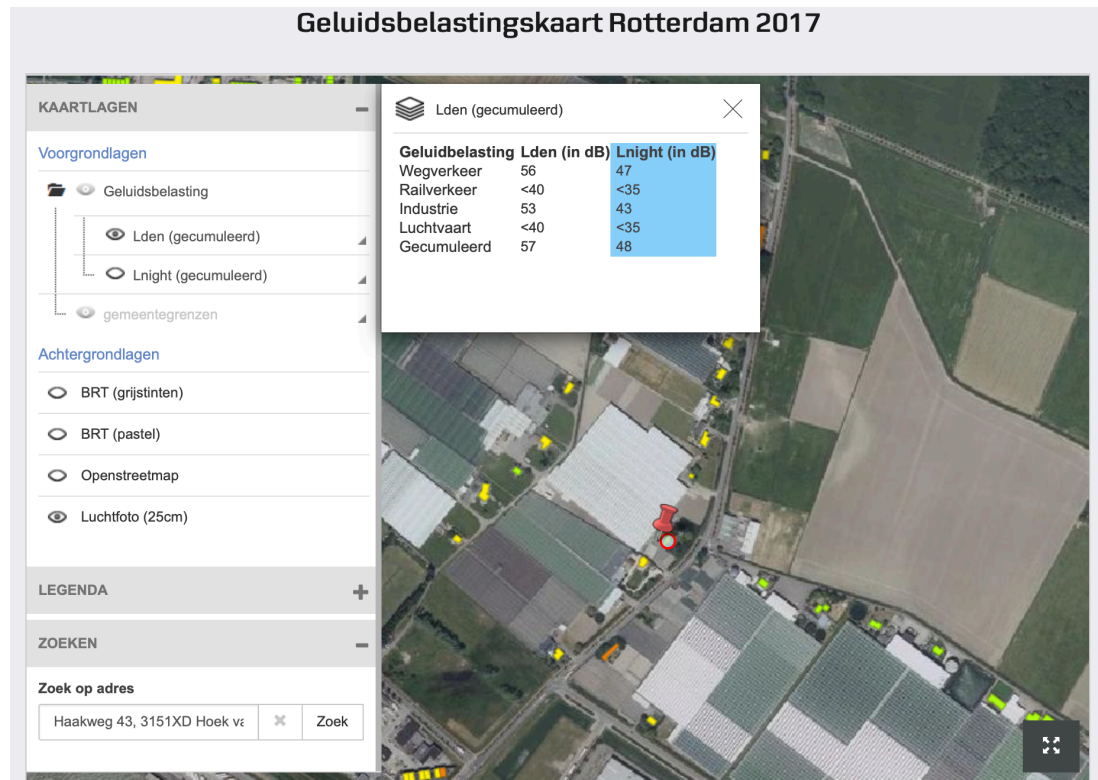 Geluidsbelastingskaart Rotterdam 2017
KAARTLAGEN
Voorgrondlagen
Geluidsbelasting
Lden (gecumuleerd)
Lnight (gecumuleerd)
gemeentegrenzen
Achtergrondlagen
BRT (grijstinten)
BRT (pastel)
Openstreetmap
Luchtfoto (25cm)
LEGENDA
ZOEKEN
Zoek op adres
Haakweg 43, 3151XD Hoek va
Zoek
Lden (gecumuleerd)
Geluidbelasting Lden (in dB) Lnight (in dB)
Wegverkeer 56 47
Railverkeer <40 <35
Industrie 53 43
Luchtvaart <40 <35
Gecumuleerd 57 48